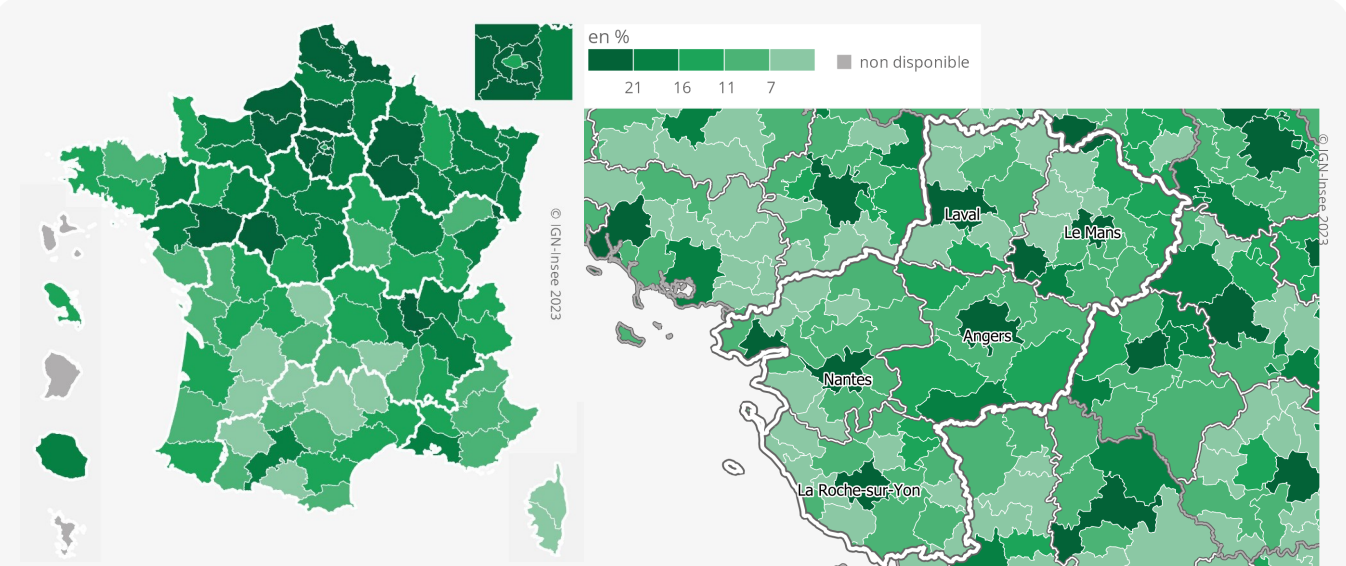 en %
21 16 11 7
non disponible
© IGN-Insee 2023
© IGN-Insee 2023
Laval
Le Mans
Angers
Nantes
La Roche-sur-Yon